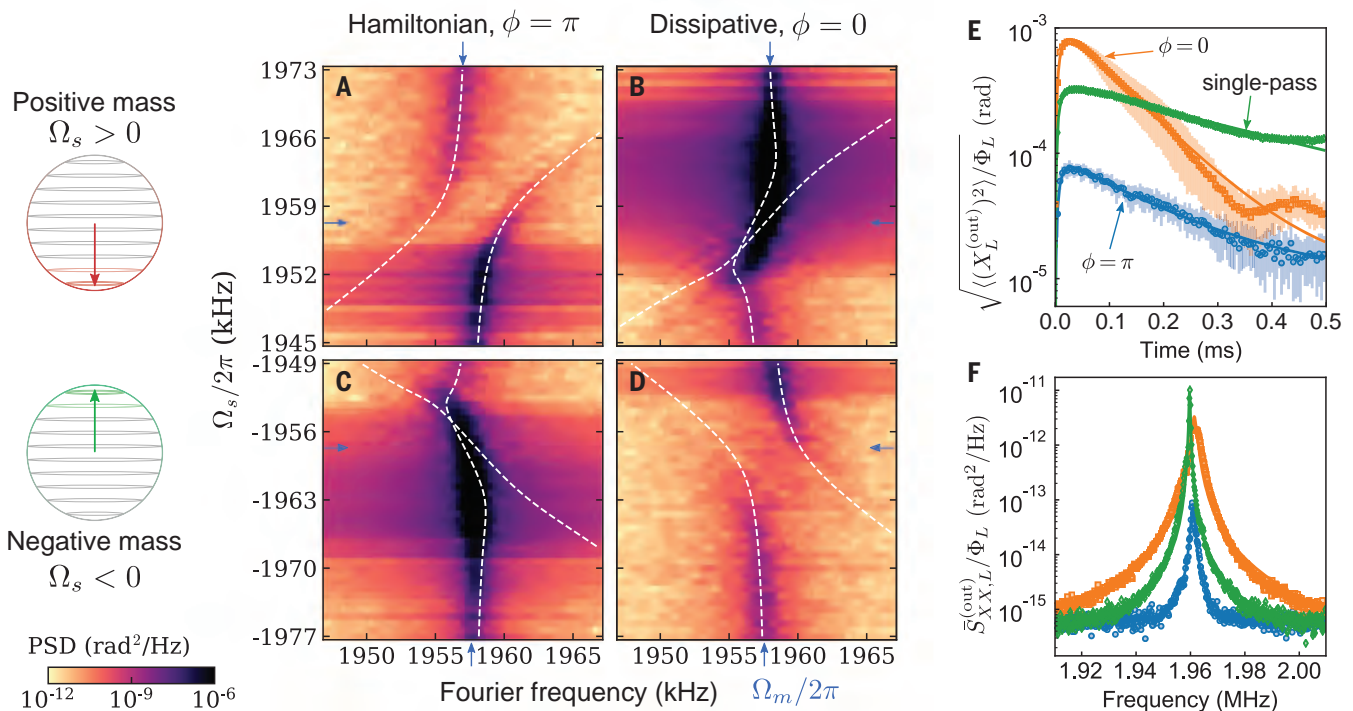 Hamiltonian, ϕ = π
Dissipative, ϕ = 0
Positive mass
Ω_s > 0
Negative mass
Ω_s < 0
PSD (rad²/Hz)
10⁻¹² 10⁻⁹ 10⁻⁶
Ω_s/2π (kHz)
A
1973
1966
1959
1952
1945
B
C
-1949
-1956
-1963
-1970
-1977
1950 1955 1960 1965
D
1950 1955 1960 1965
Fourier frequency (kHz)
Ω_m/2π
E
√⟨(X_L^(out))²⟩/Φ_L (rad)
10⁻³
10⁻⁴
10⁻⁵
ϕ = 0
single-pass
ϕ = π
0.0 0.1 0.2 0.3 0.4 0.5
Time (ms)
F
S̄_XX,L^(out)/Φ_L (rad²/Hz)
10⁻¹¹
10⁻¹²
10⁻¹³
10⁻¹⁴
10⁻¹⁵
1.92 1.94 1.96 1.98 2.00
Frequency (MHz)